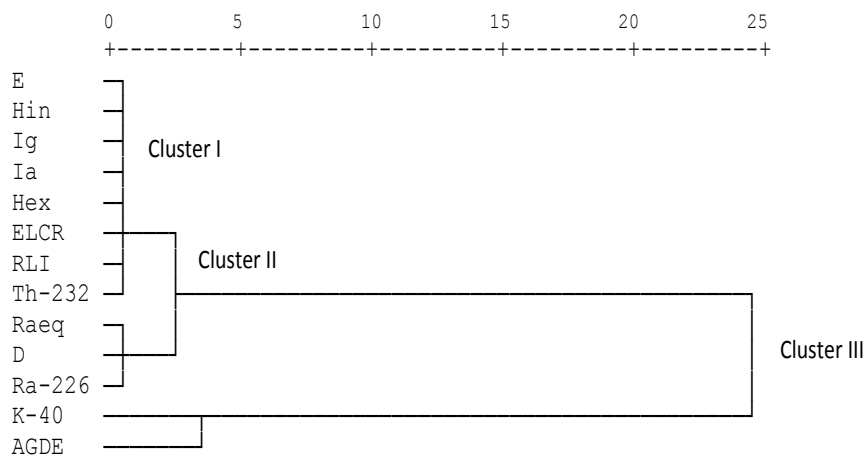 0 5 10 15 20 25
E
Hin
Ig
Cluster I
Ia
Hex
ELCR
RLI
Cluster II
Th-232
Raeq
D
Cluster III
Ra-226
K-40
AGDE